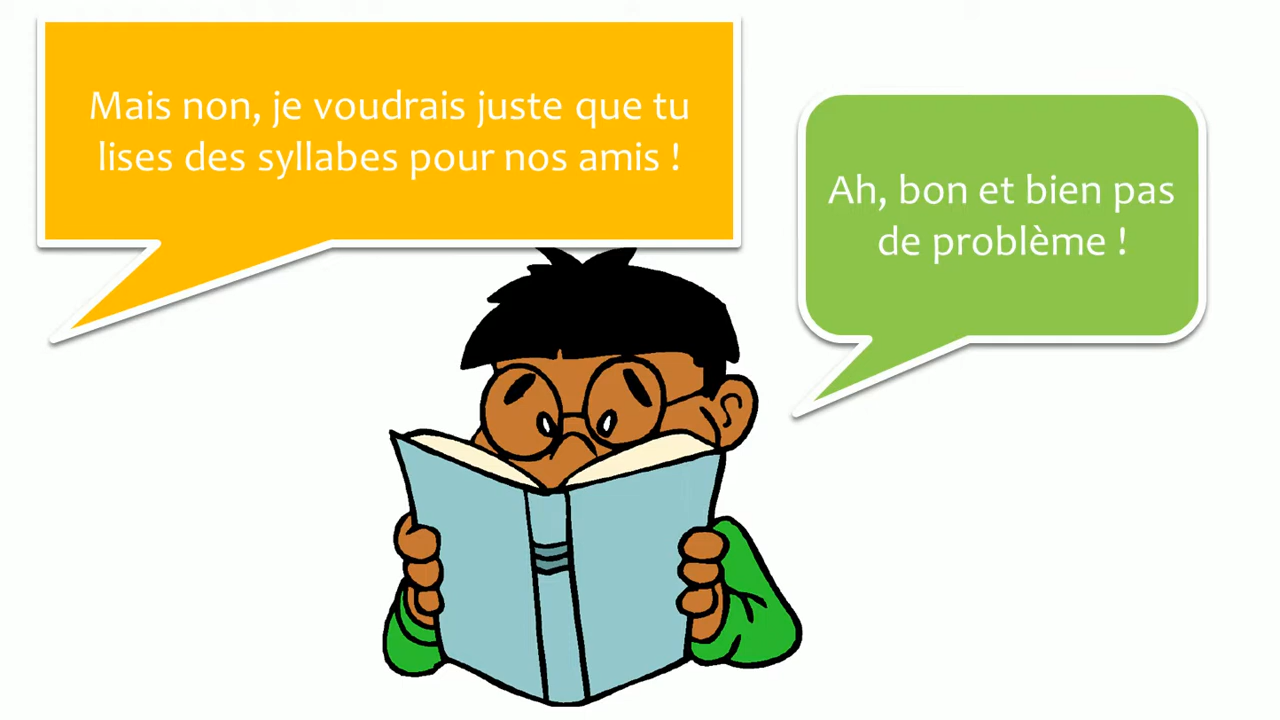 Mais non, je voudrais juste que tu
lises des syllabes pour nos amis !
Ah, bon et bien pas
de problème !